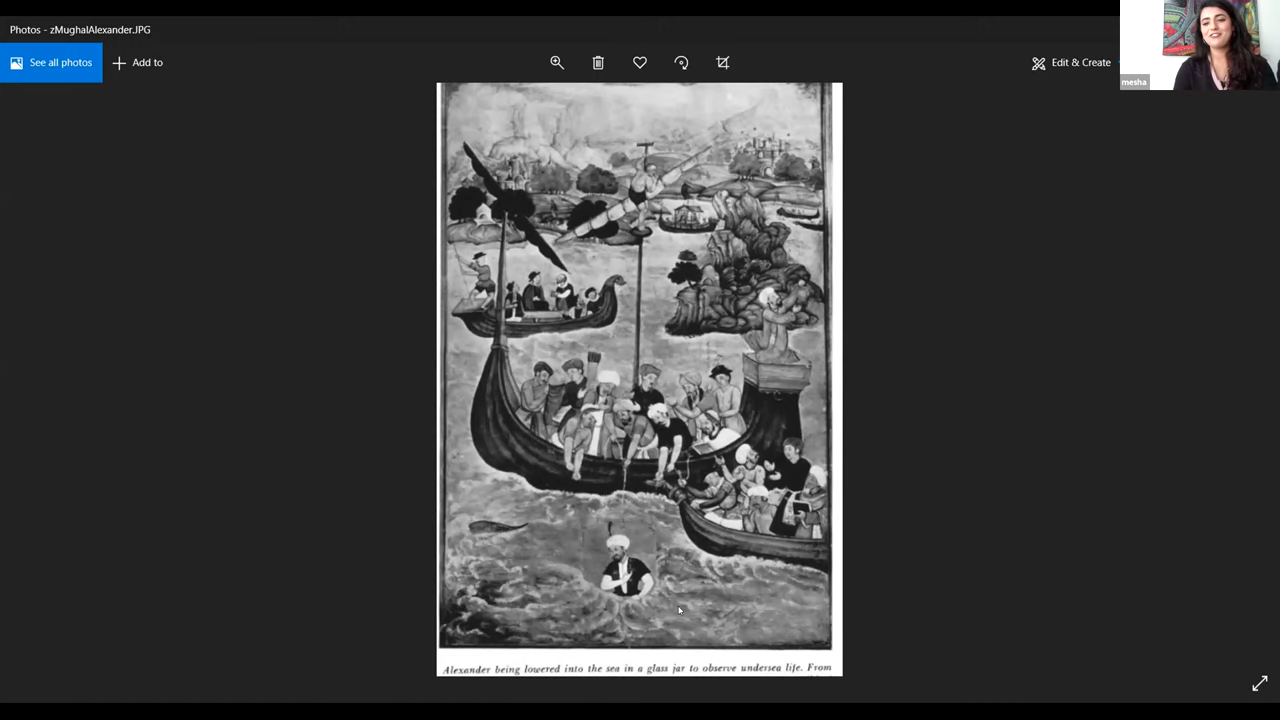 Photos - zMughalAlexander.JPG
See all photos
Add to
Edit & Create
mesha
Alexander being lowered into the sea in a glass jar to observe undersea life. From